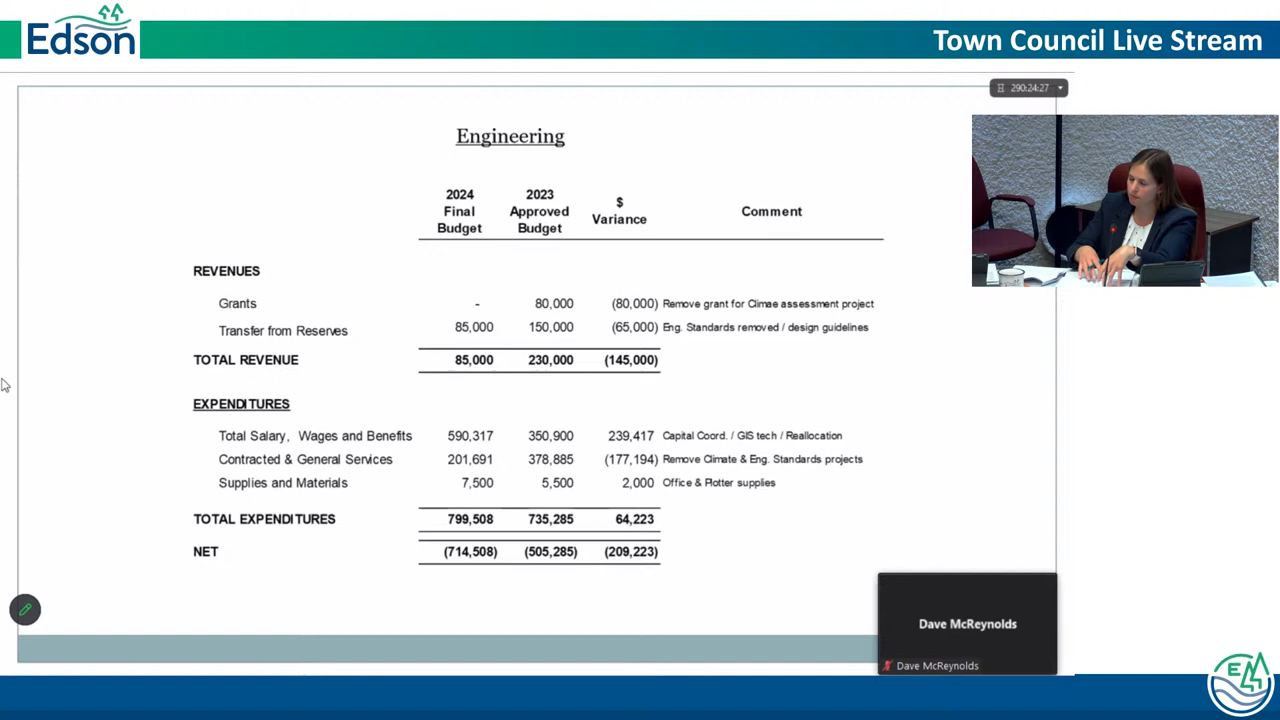 Edson
Town Council Live Stream
290:24:27
Engineering
2024 Final Budget 2023 Approved Budget $ Variance Comment
REVENUES
Grants - 80,000 (80,000) Remove grant for Climae assessment project
Transfer from Reserves 85,000 150,000 (65,000) Eng. Standards removed / design guidelines
TOTAL REVENUE 85,000 230,000 (145,000)
EXPENDITURES
Total Salary, Wages and Benefits 590,317 350,900 239,417 Capital Coord. / GIS tech / Reallocation
Contracted & General Services 201,691 378,885 (177,194) Remove Climate & Eng. Standards projects
Supplies and Materials 7,500 5,500 2,000 Office & Plotter supplies
TOTAL EXPENDITURES 799,508 735,285 64,223
NET (714,508) (505,285) (209,223)
Dave McReynolds
Dave McReynolds